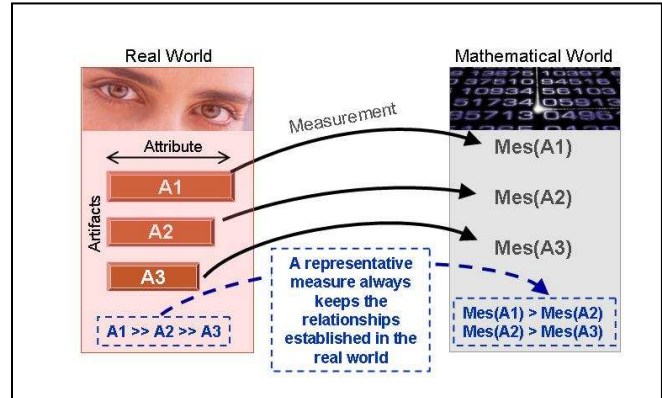 Real World
Mathematical World
Measurement
Attribute
Artifacts
A1
A2
A3
Mes(A1)
Mes(A2)
Mes(A3)
A representative
measure always
keeps the
relationships
established in the
real world
A1 >> A2 >> A3
Mes(A1) > Mes(A2)
Mes(A2) > Mes(A3)